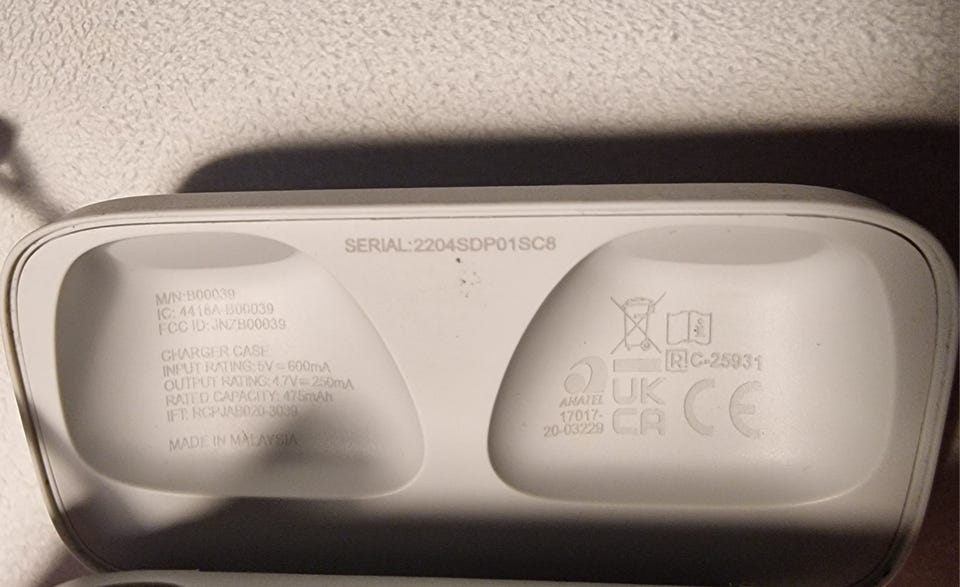 SERIAL:2204SDP01SC8
M/N:B00039
IC: 4418A-B00039
FCC ID: JNZB00039
CHARGER CASE
INPUT RATING: 5V⎓600mA
OUTPUT RATING: 4.7V⎓250mA
RATED CAPACITY: 475mAh
IFT: RCPJAB020-3039
MADE IN MALAYSIA
R C-25931
ANATEL
17017-
20-03229
UK
CA
CE